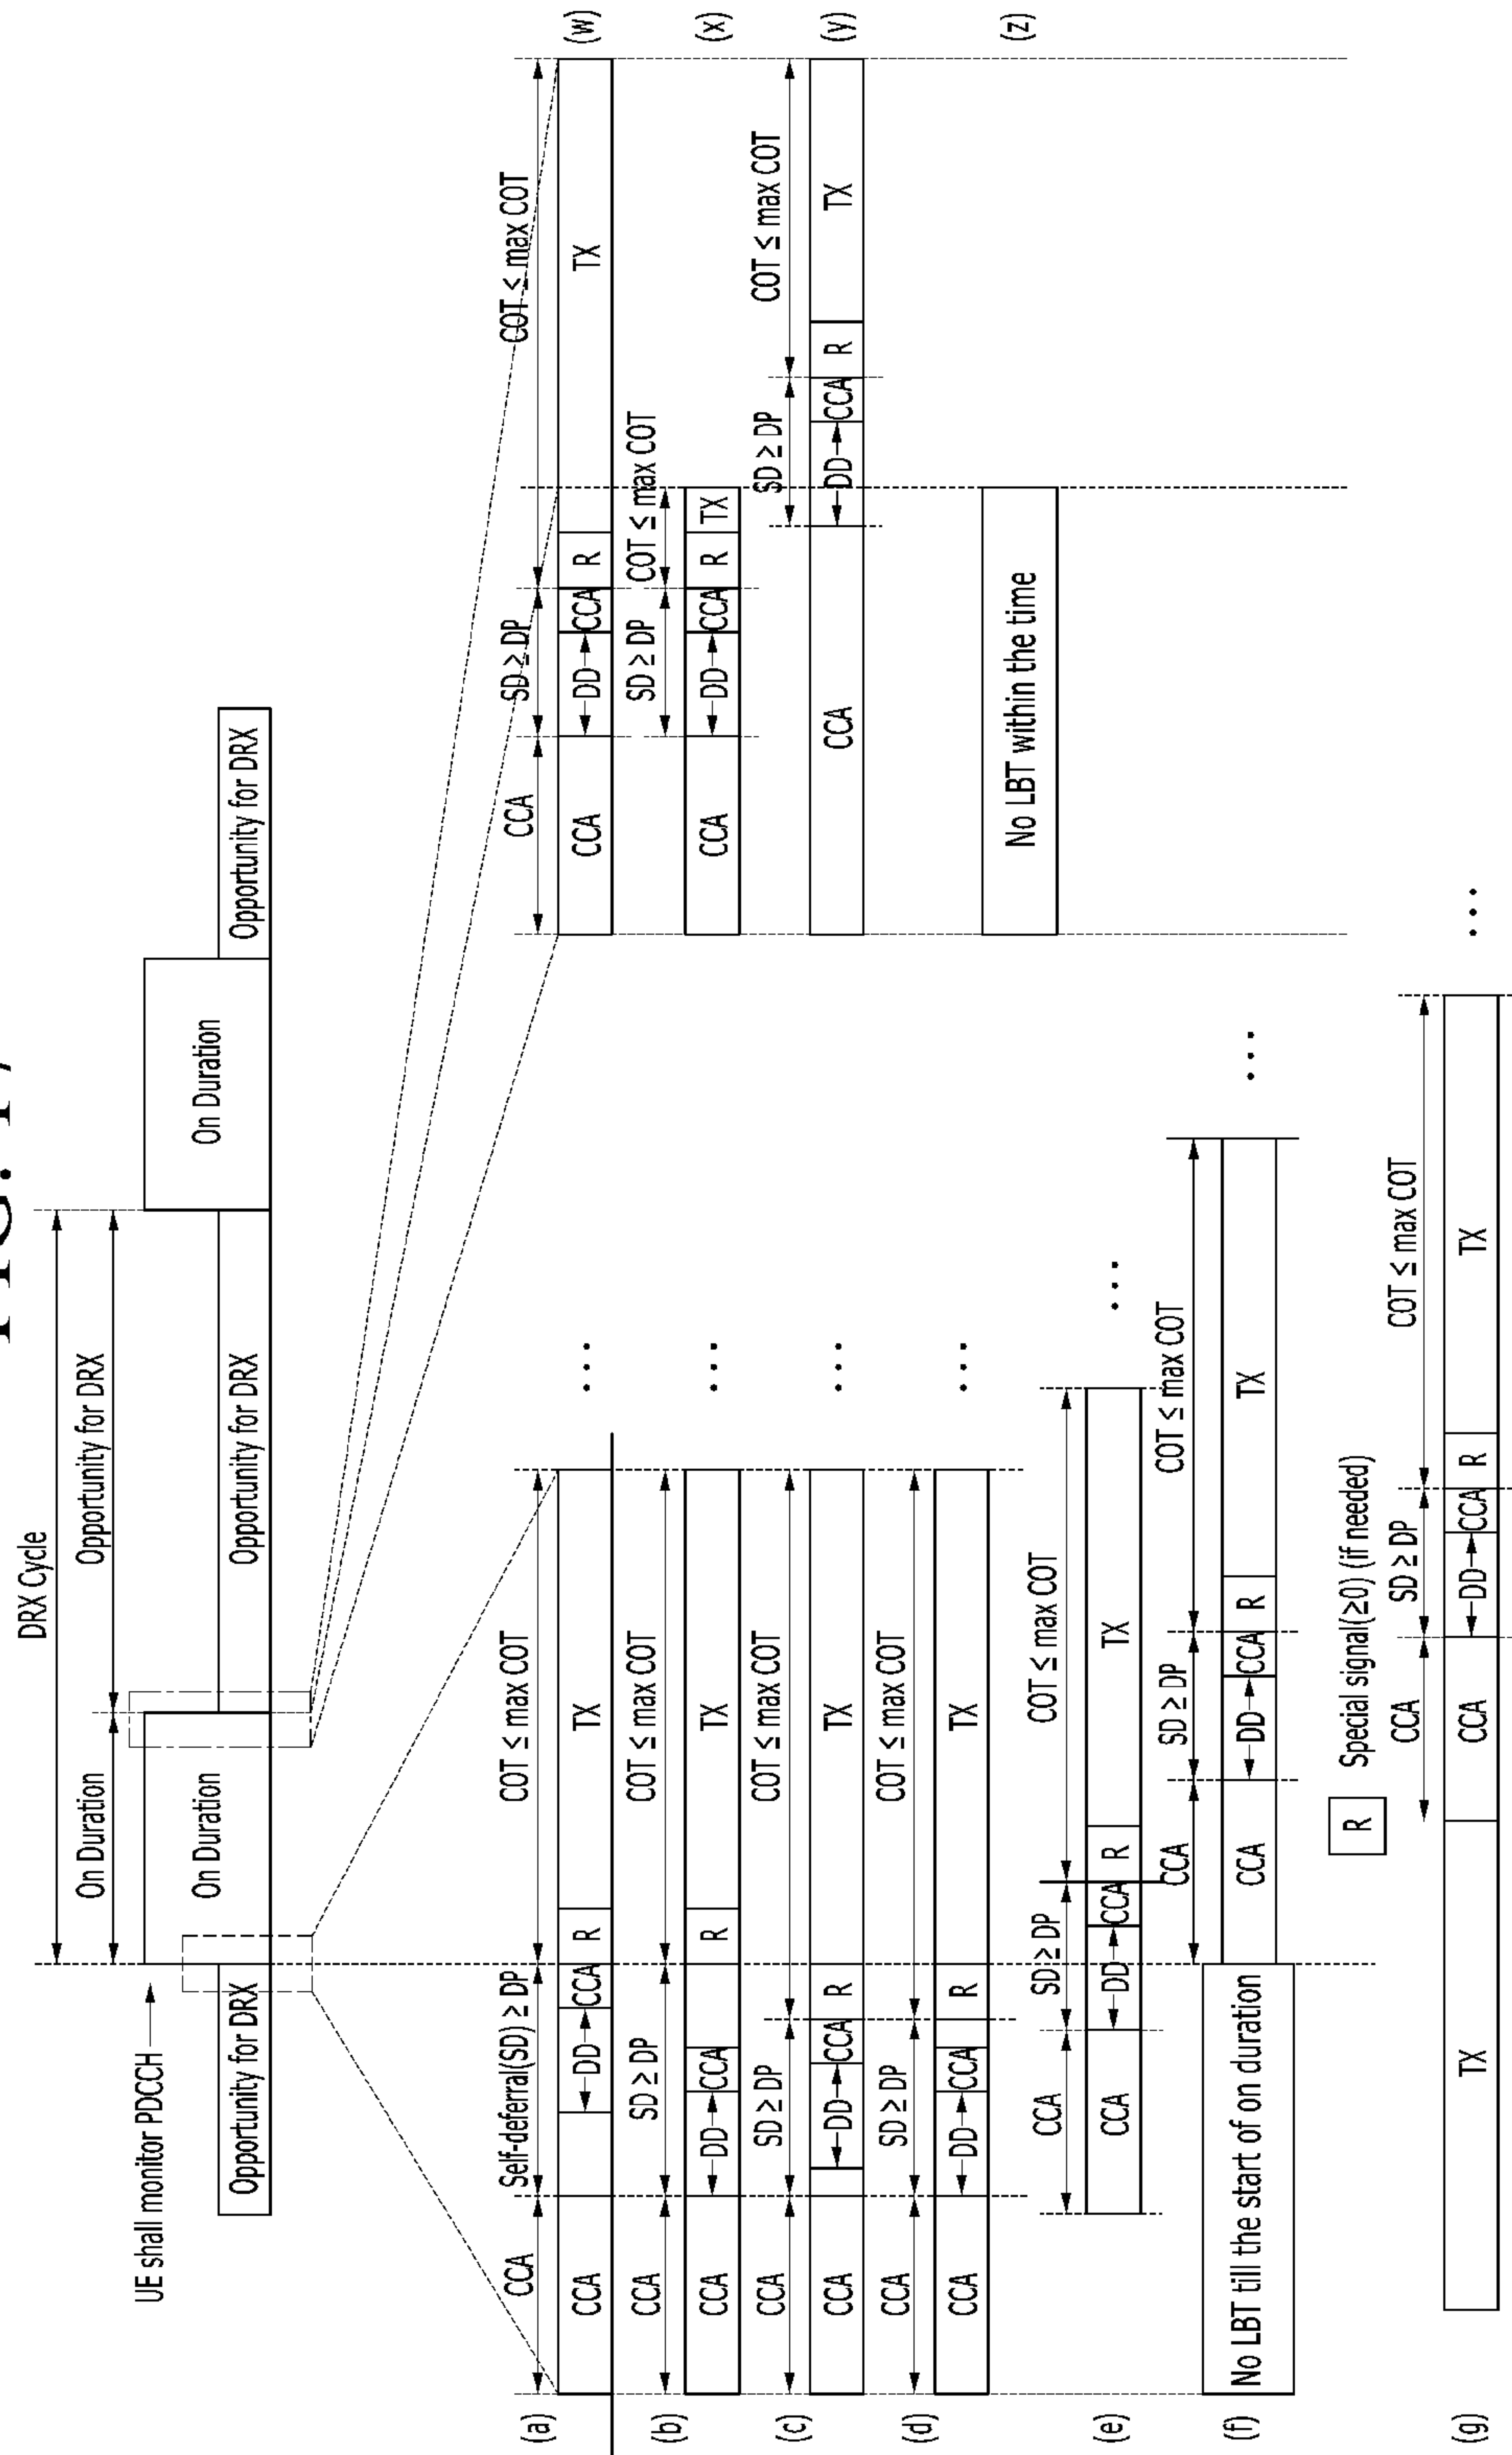 DRX Cycle
On Duration
Opportunity for DRX
UE shall monitor PDCCH
Opportunity for DRX
On Duration
Opportunity for DRX
On Duration
Opportunity for DRX
(a)
CCA
Self-deferral(SD) ≥ DP
COT ≤ max COT
CCA
DD
CCA
R
TX
...
CCA
SD ≥ DP
COT ≤ max COT
CCA
DD
CCA
R
TX
(w)
(b)
CCA
SD ≥ DP
COT ≤ max COT
CCA
DD
CCA
R
TX
...
SD ≥ DP
COT ≤ max COT
CCA
DD
CCA
R
TX
(x)
(c)
CCA
SD ≥ DP
COT ≤ max COT
CCA
DD
CCA
R
TX
...
SD ≥ DP
COT ≤ max COT
CCA
DD
CCA
R
TX
(y)
(d)
CCA
SD ≥ DP
COT ≤ max COT
CCA
DD
CCA
R
TX
...
No LBT within the time
(z)
(e)
CCA
SD ≥ DP
COT ≤ max COT
CCA
DD
CCA
R
TX
...
(f)
No LBT till the start of on duration
CCA
SD ≥ DP
COT ≤ max COT
CCA
DD
CCA
R
TX
...
R
Special signal(≥0) (if needed)
(g)
CCA
SD ≥ DP
COT ≤ max COT
TX
CCA
DD
CCA
R
TX
...